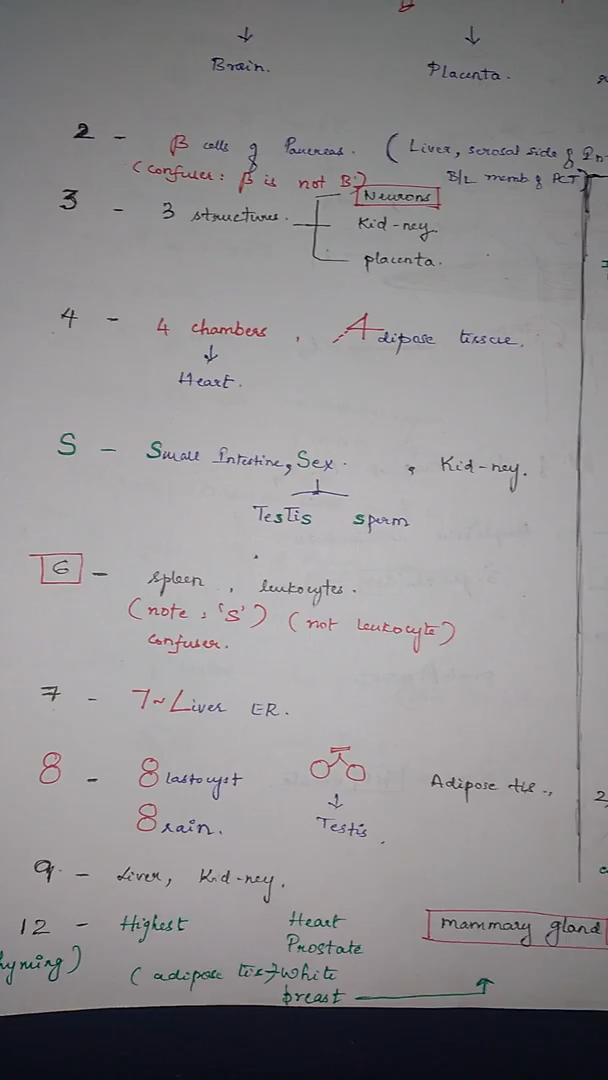 ↓ ↓
Brain. Placenta.
2 - β cells of Pancreas. (Liver, serosal side of In
(confuser: β is not B.) B/L memb of PCT)
3 - 3 structures. Neurons
Kid-ney.
placenta.
4 - 4 chambers, Adipose tissue.
↓
Heart.
S - Small Intestine, Sex. , Kid-ney.
Testis sperm
6 - spleen, leukocytes.
(note, 'S') (not Leukocyte)
confuser.
7 - 7~Liver ER.
8 - 8lastocyst Adipose tis.,
↓
8rain. Testis.
9. - Liver, Kid-ney.
12 - Highest Heart mammary gland
hyming) Prostate
(adipose tis→white
breast